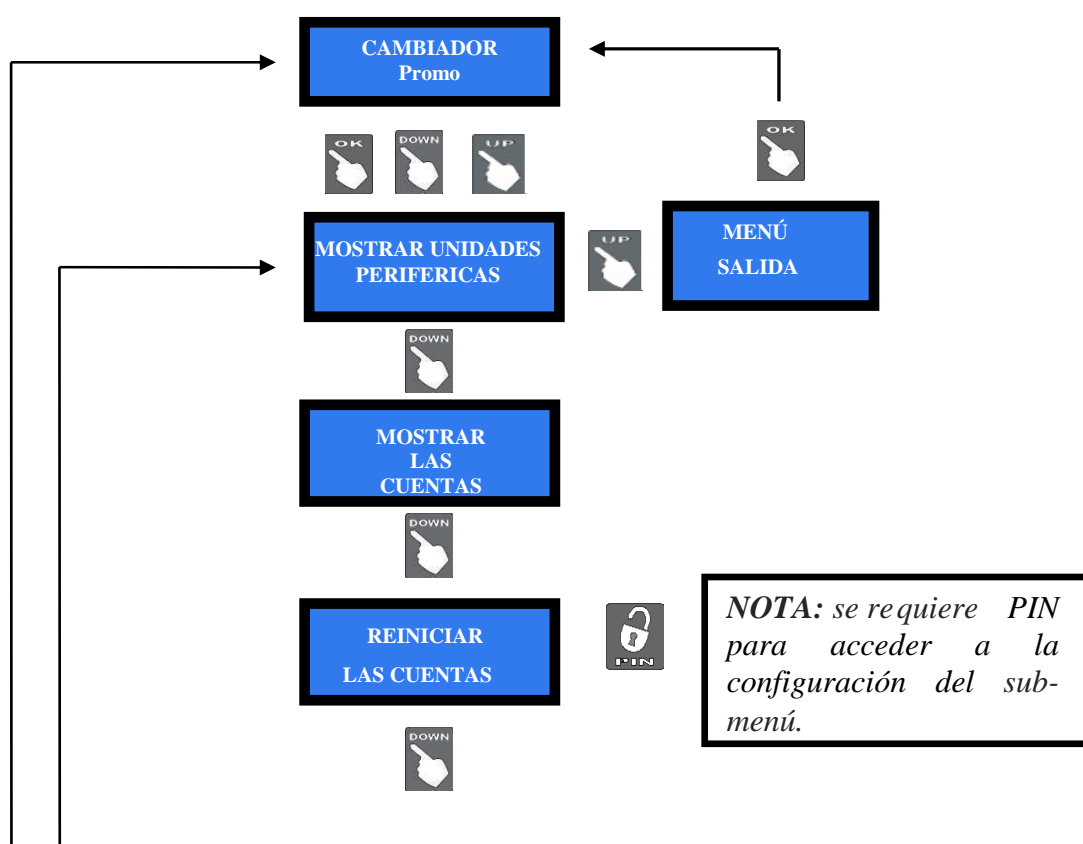 CAMBIADOR
Promo
OK
DOWN
UP
OK
MOSTRAR UNIDADES
PERIFERICAS
UP
MENÚ
SALIDA
DOWN
MOSTRAR
LAS
CUENTAS
DOWN
REINICIAR
LAS CUENTAS
PIN
NOTA: se requiere PIN
para acceder a la
configuración del sub-
menú.
DOWN